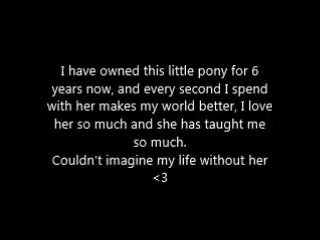 I have owned this little pony for 6
years now, and every second I spend
with her makes my world better, I love
her so much and she has taught me
so much.
Couldn't imagine my life without her
<3